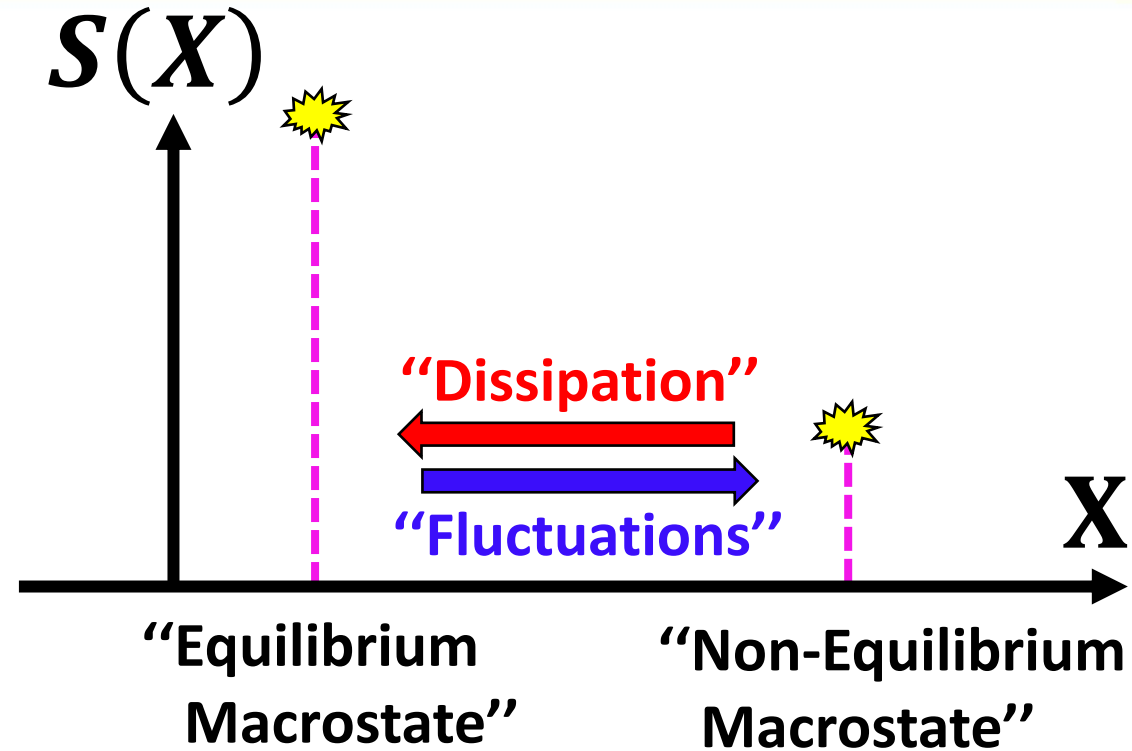 S(X)
“Dissipation”
“Fluctuations”
X
“Equilibrium
Macrostate”
“Non-Equilibrium
Macrostate”